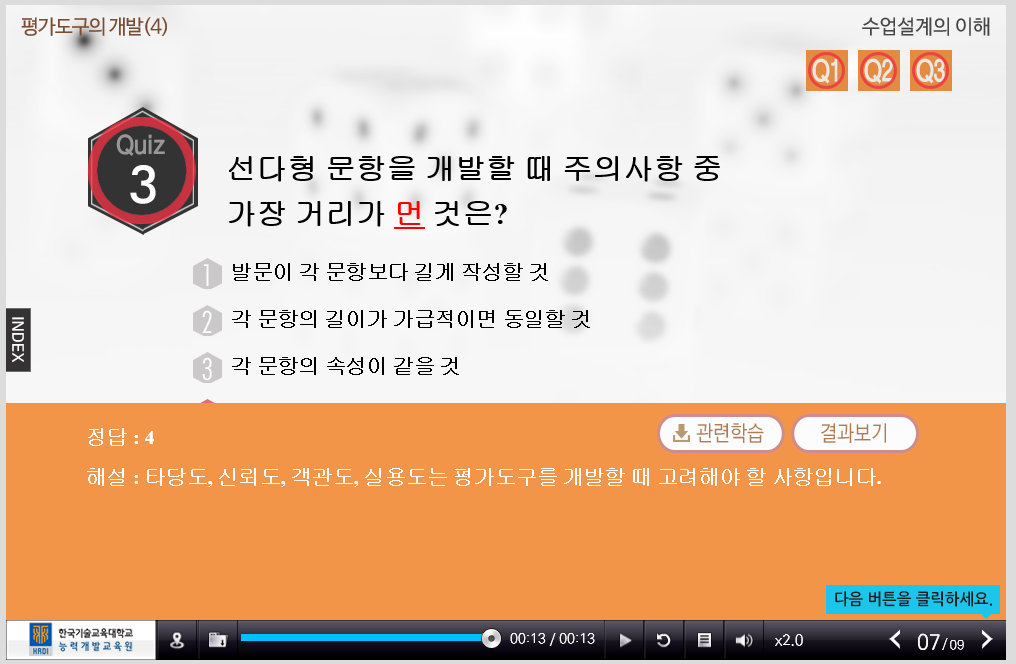 평가도구의 개발(4)
수업설계의 이해
Q1 Q2 Q3
Quiz
3
선다형 문항을 개발할 때 주의사항 중
가장 거리가 먼 것은?
1 발문이 각 문항보다 길게 작성할 것
2 각 문항의 길이가 가급적이면 동일할 것
3 각 문항의 속성이 같을 것
INDEX
정답 : 4
관련학습
결과보기
해설 : 타당도, 신뢰도, 객관도, 실용도는 평가도구를 개발할 때 고려해야 할 사항입니다.
다음 버튼을 클릭하세요.
한국기술교육대학교
능력개발교육원
HRDI
00:13 / 00:13
x2.0
07/09